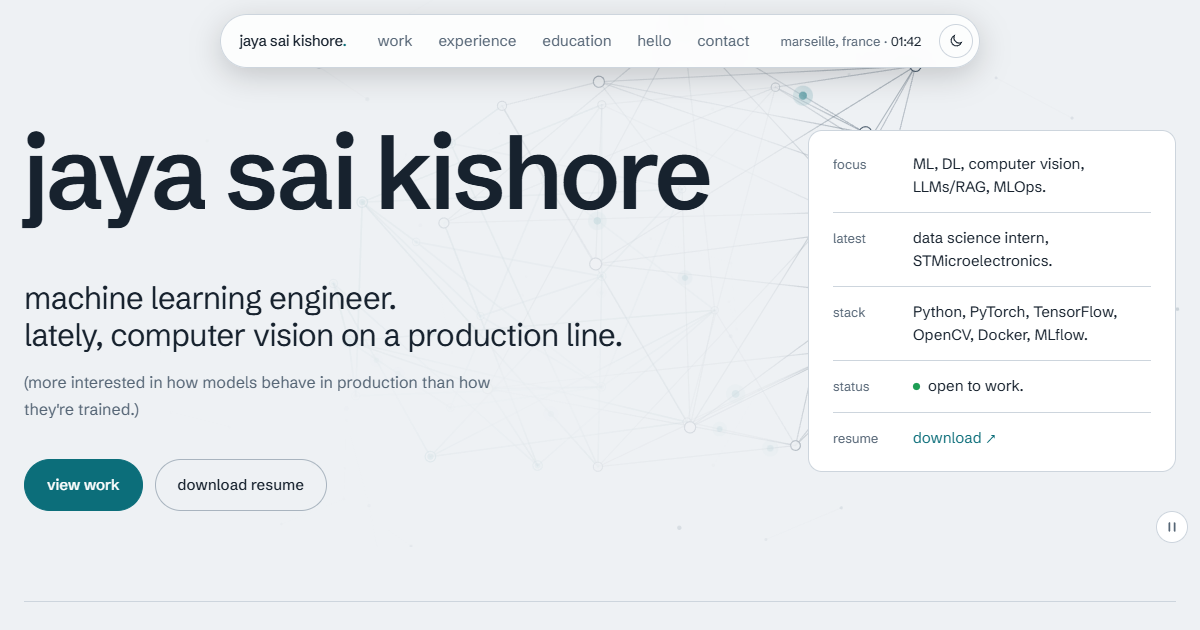 jaya sai kishore.
work
experience
education
hello
contact
marseille, france · 01:42
jaya sai kishore
machine learning engineer.
lately, computer vision on a production line.
(more interested in how models behave in production than how
they're trained.)
view work
download resume
focus
ML, DL, computer vision,
LLMs/RAG, MLOps.
latest
data science intern,
STMicroelectronics.
stack
Python, PyTorch, TensorFlow,
OpenCV, Docker, MLflow.
status
open to work.
resume
download ↗